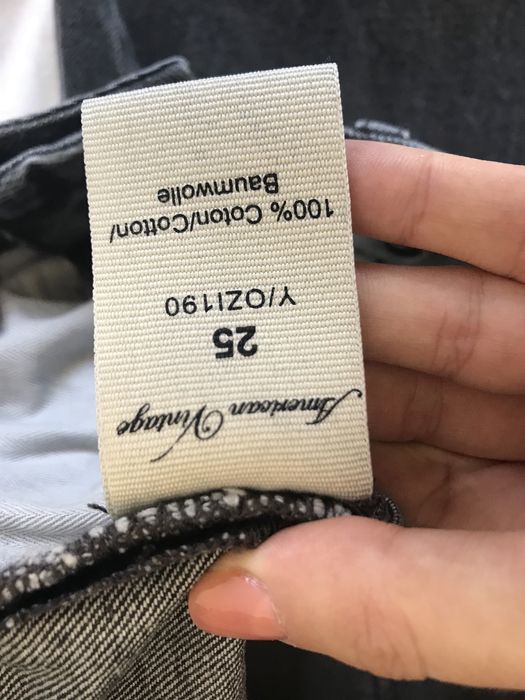 American Vintage
25
Y/OZI190
100% Coton/Cotton/
Baumwolle